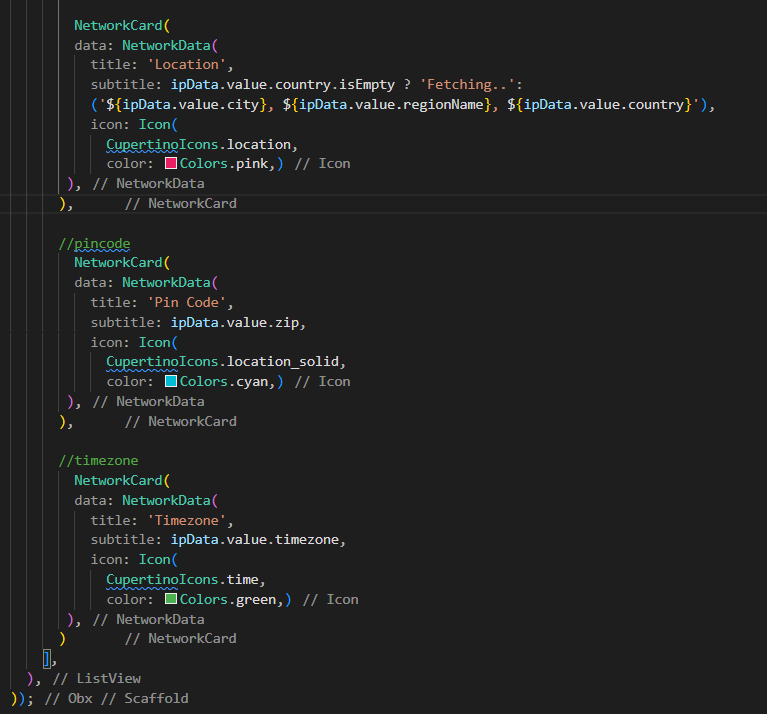 NetworkCard(
data: NetworkData(
title: 'Location',
subtitle: ipData.value.country.isEmpty ? 'Fetching..':
('${ipData.value.city}, ${ipData.value.regionName}, ${ipData.value.country}'),
icon: Icon(
CupertinoIcons.location,
color: Colors.pink,) // Icon
), // NetworkData
), // NetworkCard
//pincode
NetworkCard(
data: NetworkData(
title: 'Pin Code',
subtitle: ipData.value.zip,
icon: Icon(
CupertinoIcons.location_solid,
color: Colors.cyan,) // Icon
), // NetworkData
), // NetworkCard
//timezone
NetworkCard(
data: NetworkData(
title: 'Timezone',
subtitle: ipData.value.timezone,
icon: Icon(
CupertinoIcons.time,
color: Colors.green,) // Icon
), // NetworkData
) // NetworkCard
],
), // ListView
)); // Obx // Scaffold